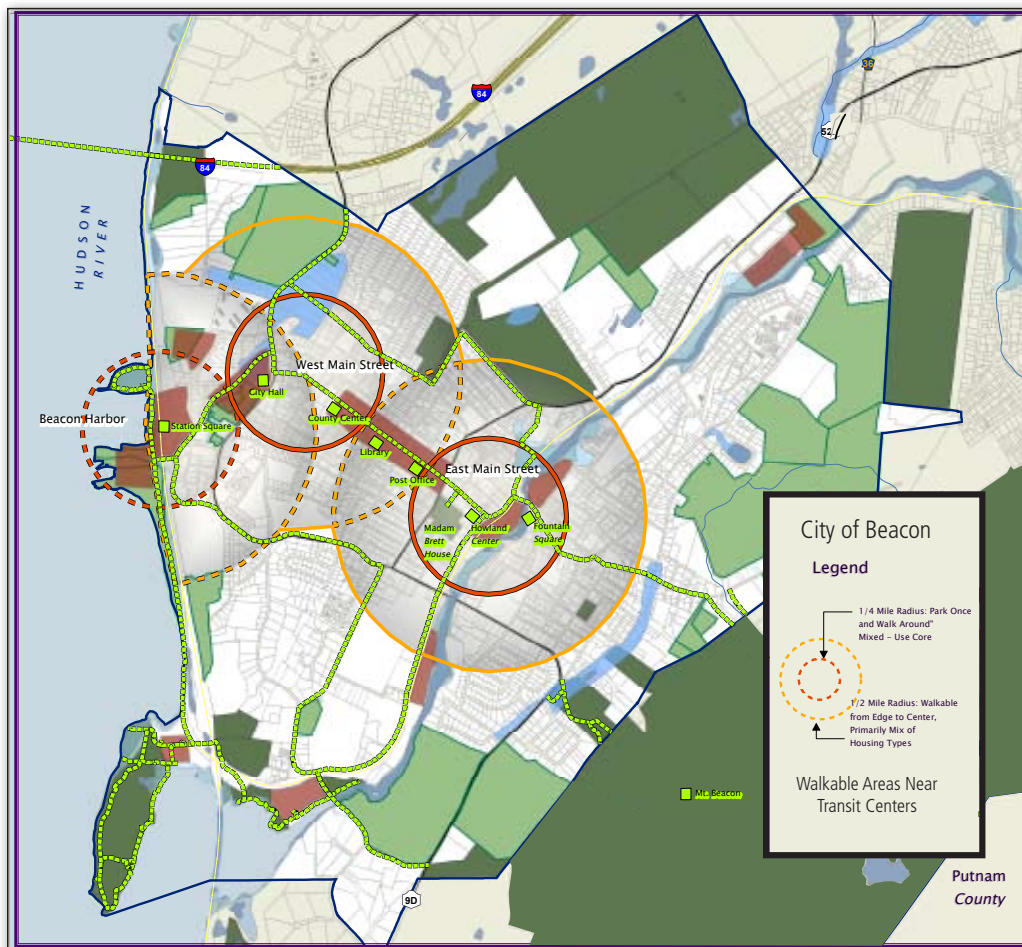 84
36
52
84
HUDSON
RIVER
West Main Street
City Hall
County Center
Beacon Harbor
Station Square
Library
East Main Street
Post Office
Madam
Brett
House
Howland
Center
Fountain
Square
City of Beacon
Legend
1/4 Mile Radius: Park Once
and Walk Around"
Mixed - Use Core
1/2 Mile Radius: Walkable
from Edge to Center,
Primarily Mix of
Housing Types
Walkable Areas Near
Transit Centers
Mt. Beacon
Putnam
County
9D